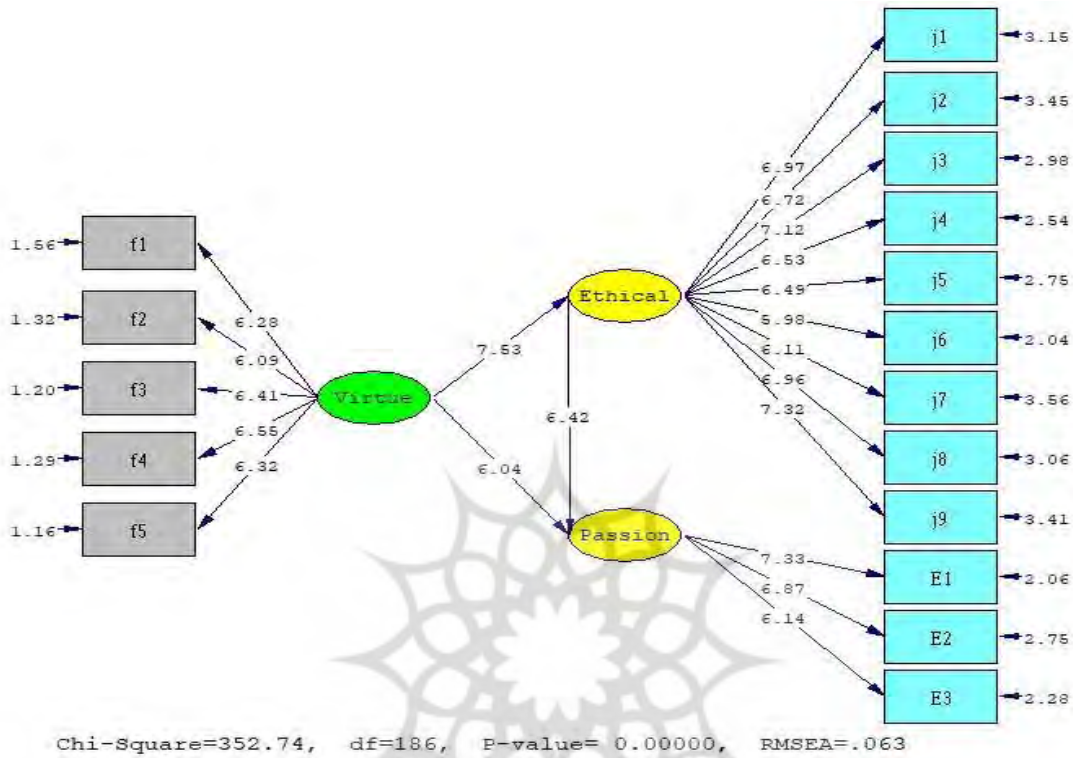 j1
3.15
j2
3.45
j3
2.98
j4
2.54
j5
2.75
j6
2.04
j7
3.56
j8
3.06
j9
3.41
E1
2.06
E2
2.75
E3
2.28
6.97
6.72
7.12
6.53
6.49
5.98
6.11
6.96
7.32
Ethical
7.53
6.42
6.04
Passion
7.33
6.87
6.14
1.56
f1
1.32
f2
1.20
f3
1.29
f4
1.16
f5
6.28
6.09
6.41
6.55
6.32
Virtue
Chi-Square=352.74, df=186, P-value= 0.00000, RMSEA=.063